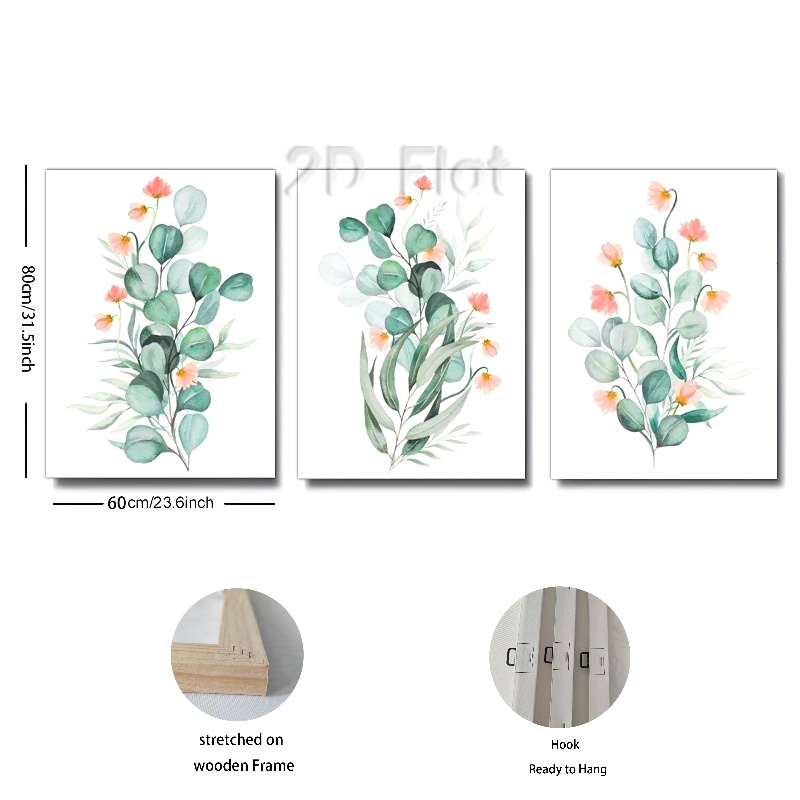 2D Flat
80cm/31.5inch
60cm/23.6inch
stretched on
wooden Frame
Hook
Ready to Hang